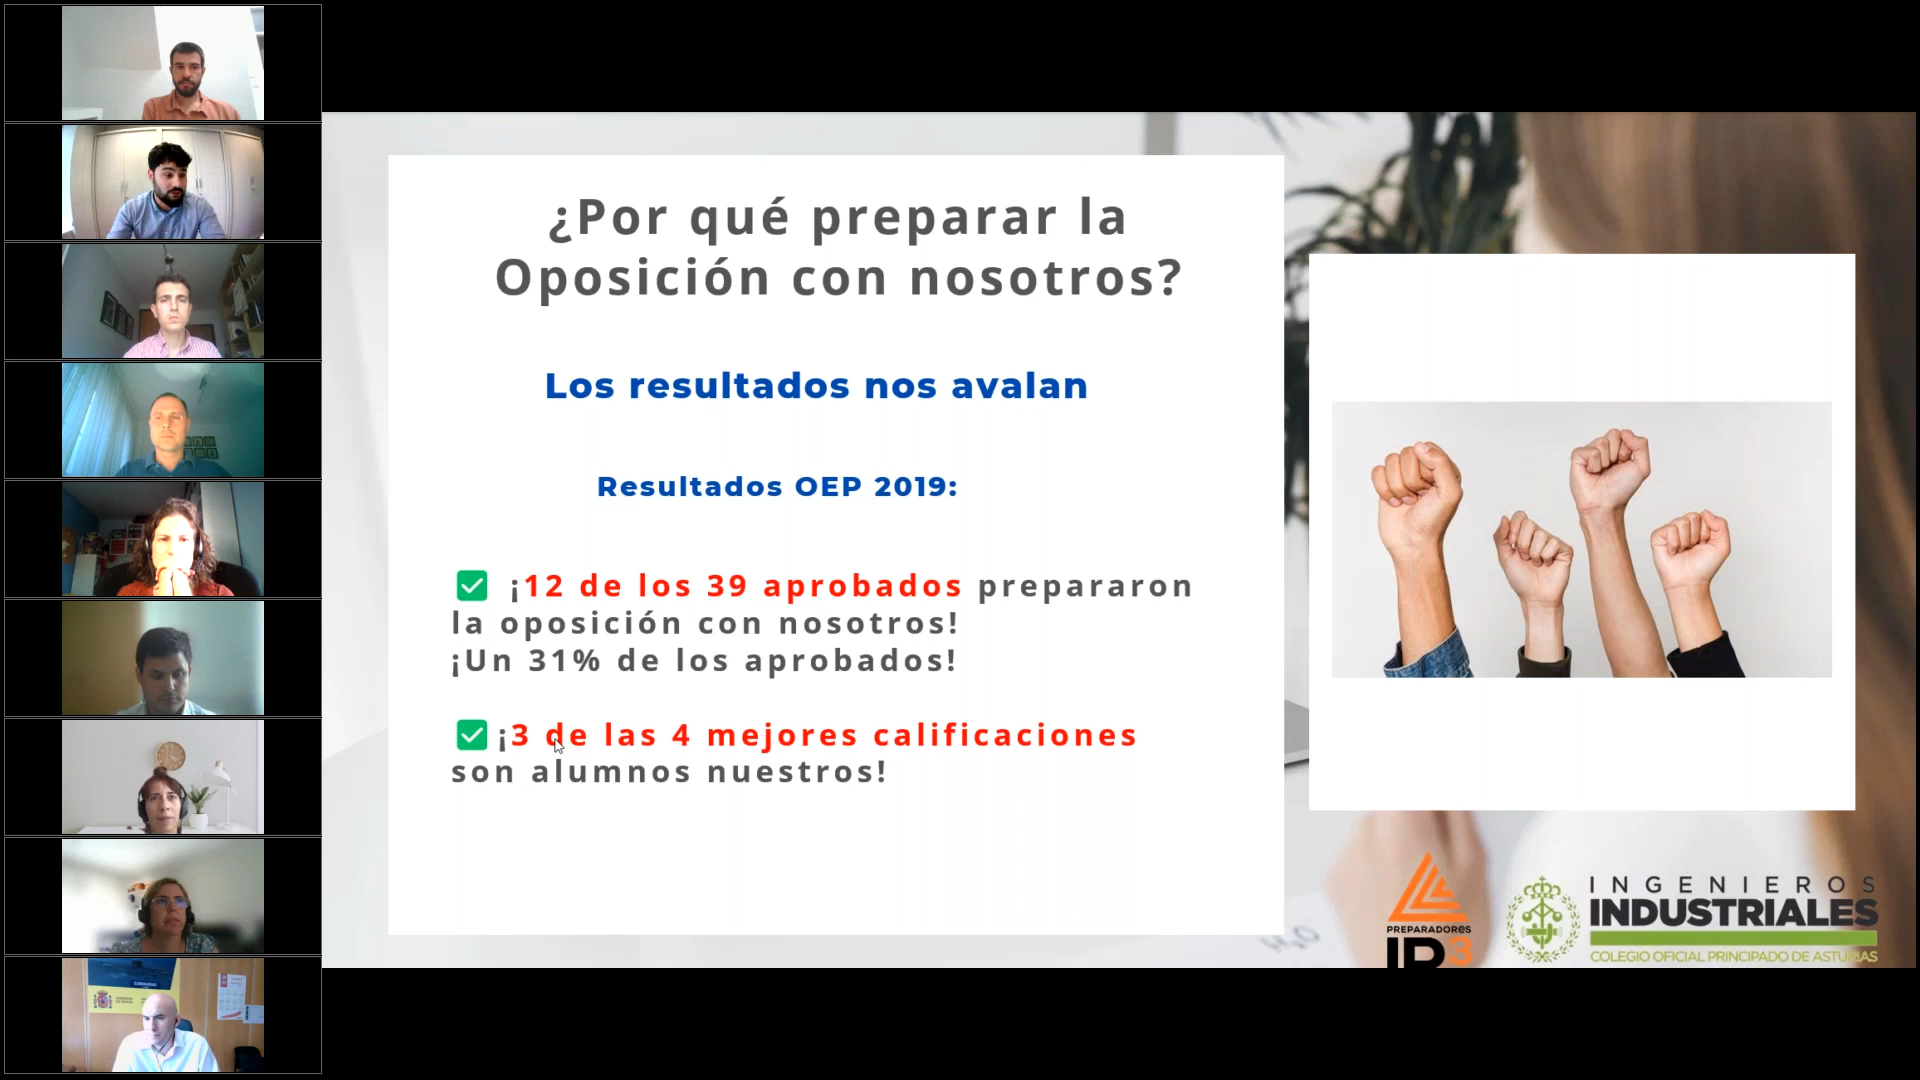 ¿Por qué preparar la
Oposición con nosotros?
Los resultados nos avalan
Resultados OEP 2019:
¡12 de los 39 aprobados prepararon
la oposición con nosotros!
¡Un 31% de los aprobados!
¡3 de las 4 mejores calificaciones
son alumnos nuestros!
PREPARADORES
IP3
INGENIEROS
INDUSTRIALES
COLEGIO OFICIAL PRINCIPADO DE ASTURIAS